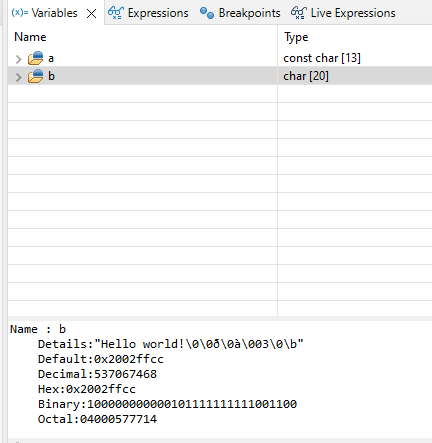 (x)= Variables Expressions Breakpoints Live Expressions
Name Type
a const char [13]
b char [20]
Name : b
Details:"Hello world!\0\0ð\0à\003\0\b"
Default:0x2002ffcc
Decimal:537067468
Hex:0x2002ffcc
Binary:100000000000101111111111001100
Octal:04000577714